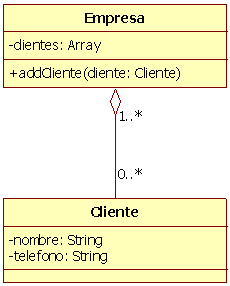 Empresa
-clientes: Array
+addCliente(cliente: Cliente)
1..*
0..*
Cliente
-nombre: String
-telefono: String